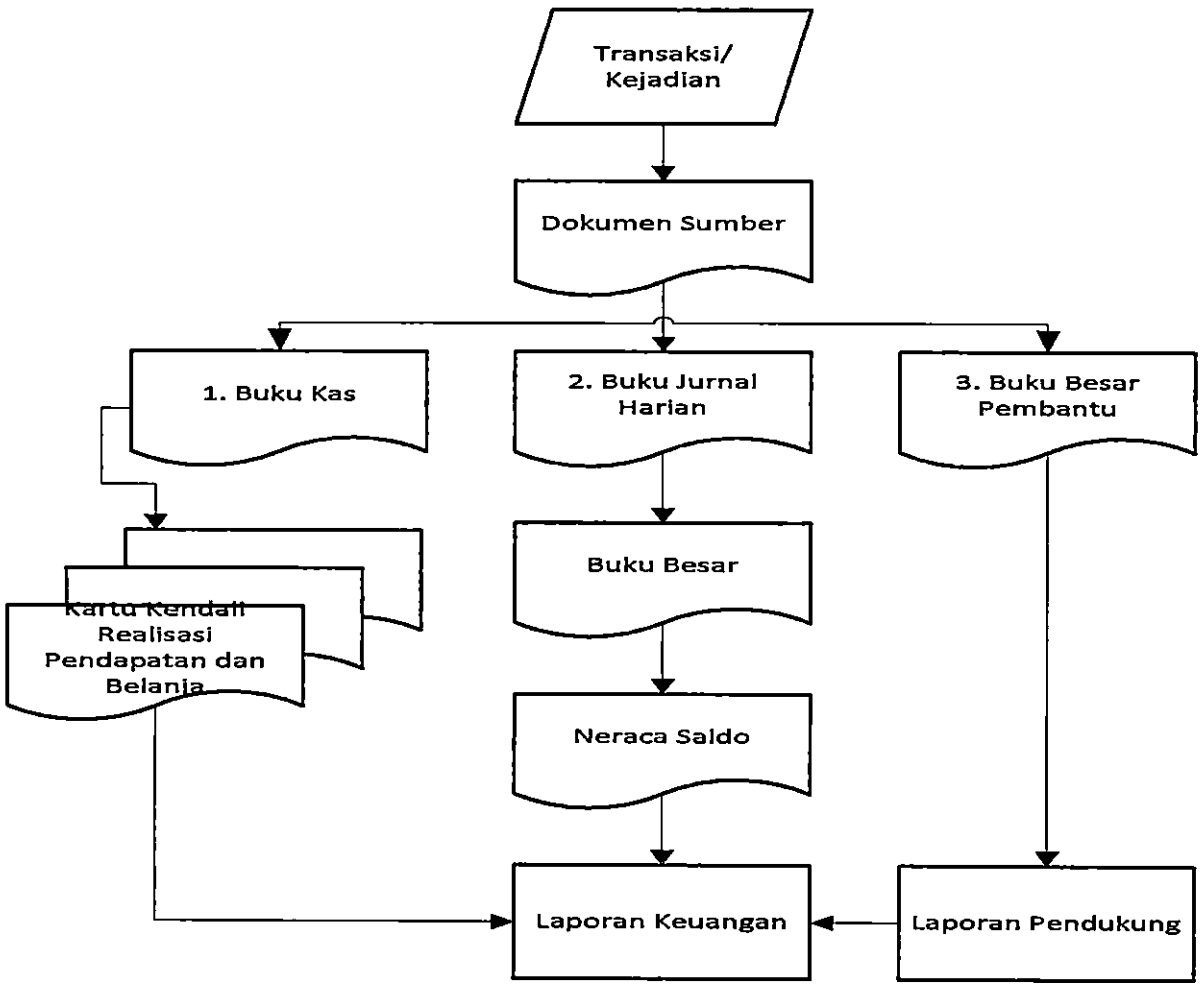 Transaksi/
Kejadian
Dokumen Sumber
1. Buku Kas
2. Buku Jurnal
Harian
3. Buku Besar
Pembantu
Buku Besar
Kartu Kendali
Realisasi
Pendapatan dan
Belanja
Neraca Saldo
Laporan Keuangan
Laporan Pendukung